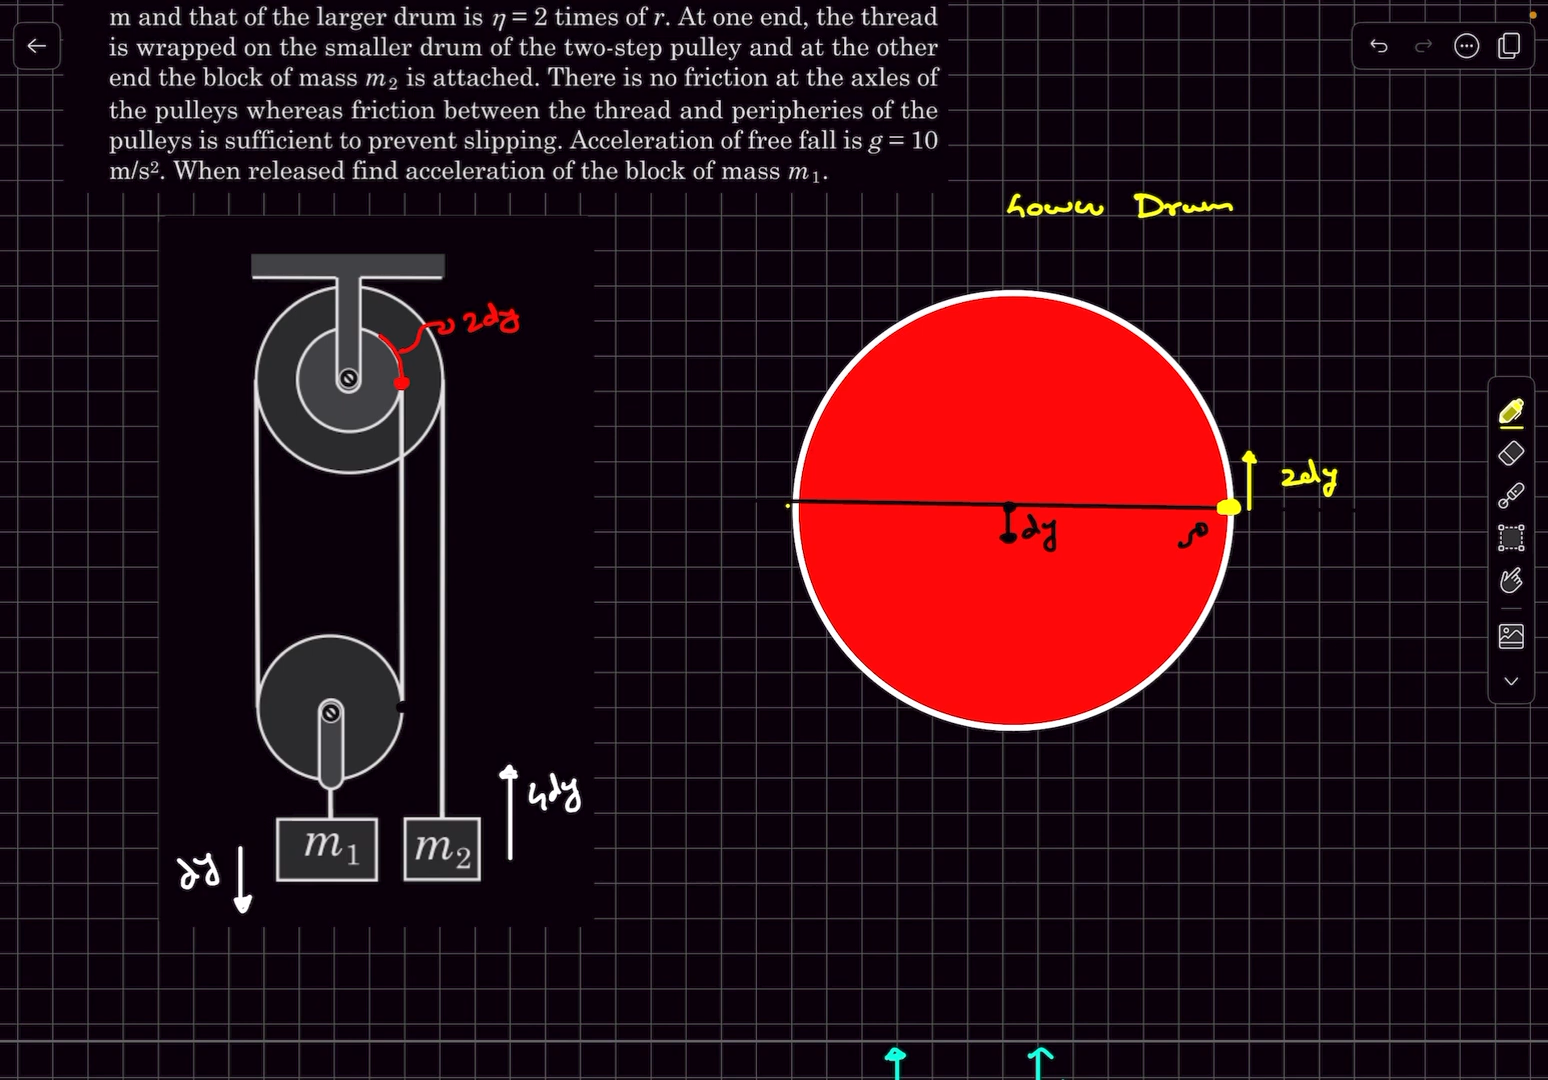 m and that of the larger drum is η = 2 times of r. At one end, the thread
is wrapped on the smaller drum of the two-step pulley and at the other
end the block of mass m₂ is attached. There is no friction at the axles of
the pulleys whereas friction between the thread and peripheries of the
pulleys is sufficient to prevent slipping. Acceleration of free fall is g = 10
m/s². When released find acceleration of the block of mass m₁.
Lower Drum
2dy
2dy
dy
4dy
m₁
m₂
dy